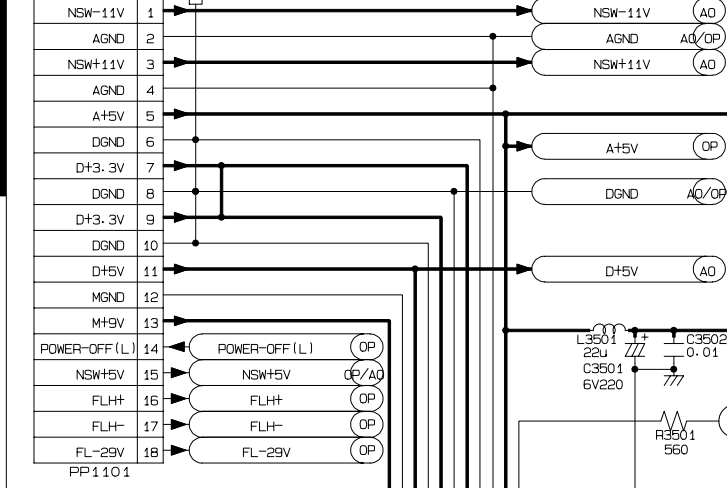 NSW-11V 1 NSW-11V AO
AGND 2 AGND AO/OP
NSW+11V 3 NSW+11V AO
AGND 4
A+5V 5
DGND 6 A+5V OP
D+3.3V 7
DGND 8 DGND AO/OP
D+3.3V 9
DGND 10
D+5V 11 D+5V AO
MGND 12
M+9V 13
POWER-OFF(L) 14 POWER-OFF(L) OP
NSW+5V 15 NSW+5V OP/AO
FLH+ 16 FLH+ OP
FLH- 17 FLH- OP
FL-29V 18 FL-29V OP
PP1101
L3501
22u
+
C3501
6V220
C3502
0.01
R3501
560